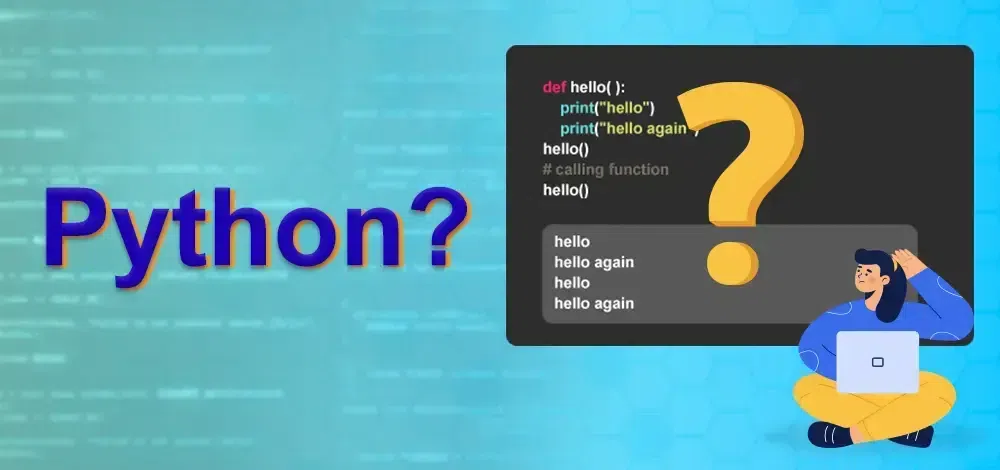 Python?
def hello( ):
    print("hello")
    print("hello again")
hello()
# calling function
hello()
hello
hello again
hello
hello again